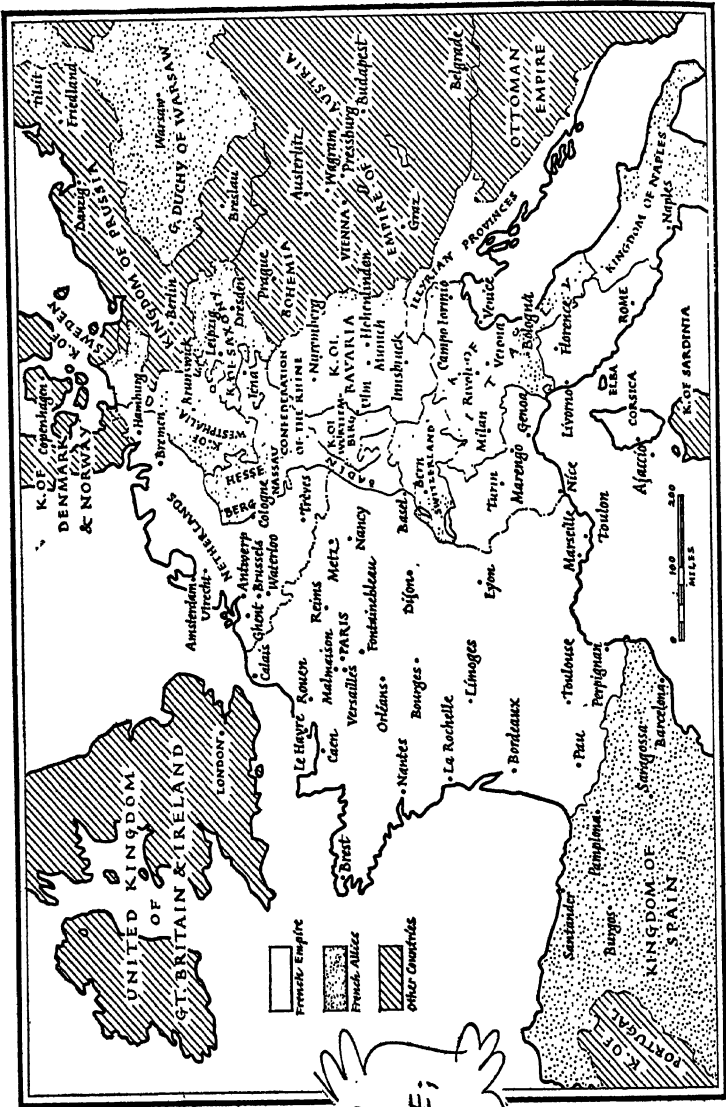 UNITED KINGDOM
OF
GT. BRITAIN & IRELAND
LONDON
K. OF
DENMARK
& NORWAY
Copenhagen
K. OF
SWEDEN
KINGDOM OF PRUSSIA
Danzig
Tilsit
Friedland
Warsaw
G. DUCHY OF WARSAW
Hamburg
Bremen
Berlin
Brunswick
K. OF
WESTPHALIA
Leipzig
K. OF SAXONY
Dresden
Jena
Breslau
Prague
BOHEMIA
Austerlitz
Wagram
Pressburg
VIENNA
Budapest
EMPIRE OF
AUSTRIA
Graz
Belgrade
OTTOMAN
EMPIRE
NETHERLANDS
Amsterdam
Utrecht
Antwerp
Ghent
Brussels
Waterloo
Calais
BERG
HESSE
NASSAU
Cologne
CONFEDERATION
OF THE RHINE
Trèves
Nuremberg
K. OF
BAVARIA
K. OF
WURTEM-
BERG
BADEN
Ulm
Hohenlinden
Munich
Innsbruck
Le Havre
Rouen
Caen
Malmaison
PARIS
Versailles
Fontainebleau
Reims
Metz
Nancy
Brest
Orléans
Nantes
Bourges
Dijon
Basel
Bern
SWITZERLAND
La Rochelle
Limoges
Lyon
Bordeaux
Toulouse
Pau
Perpignan
Marseille
Toulon
Nice
Turin
Milan
Marengo
Genoa
ITALY
Rivoli
Verona
Venice
Campo Formio
Bologna
ILLYRIAN PROVINCES
Florence
Livorno
ELBA
CORSICA
Ajaccio
ROME
K. OF SARDINIA
KINGDOM OF NAPLES
Naples
Santander
Burgos
Pamplona
Saragossa
Barcelona
KINGDOM OF
SPAIN
K. OF
PORTUGAL
French Empire
French Allies
Other Countries
0 100 200
MILES